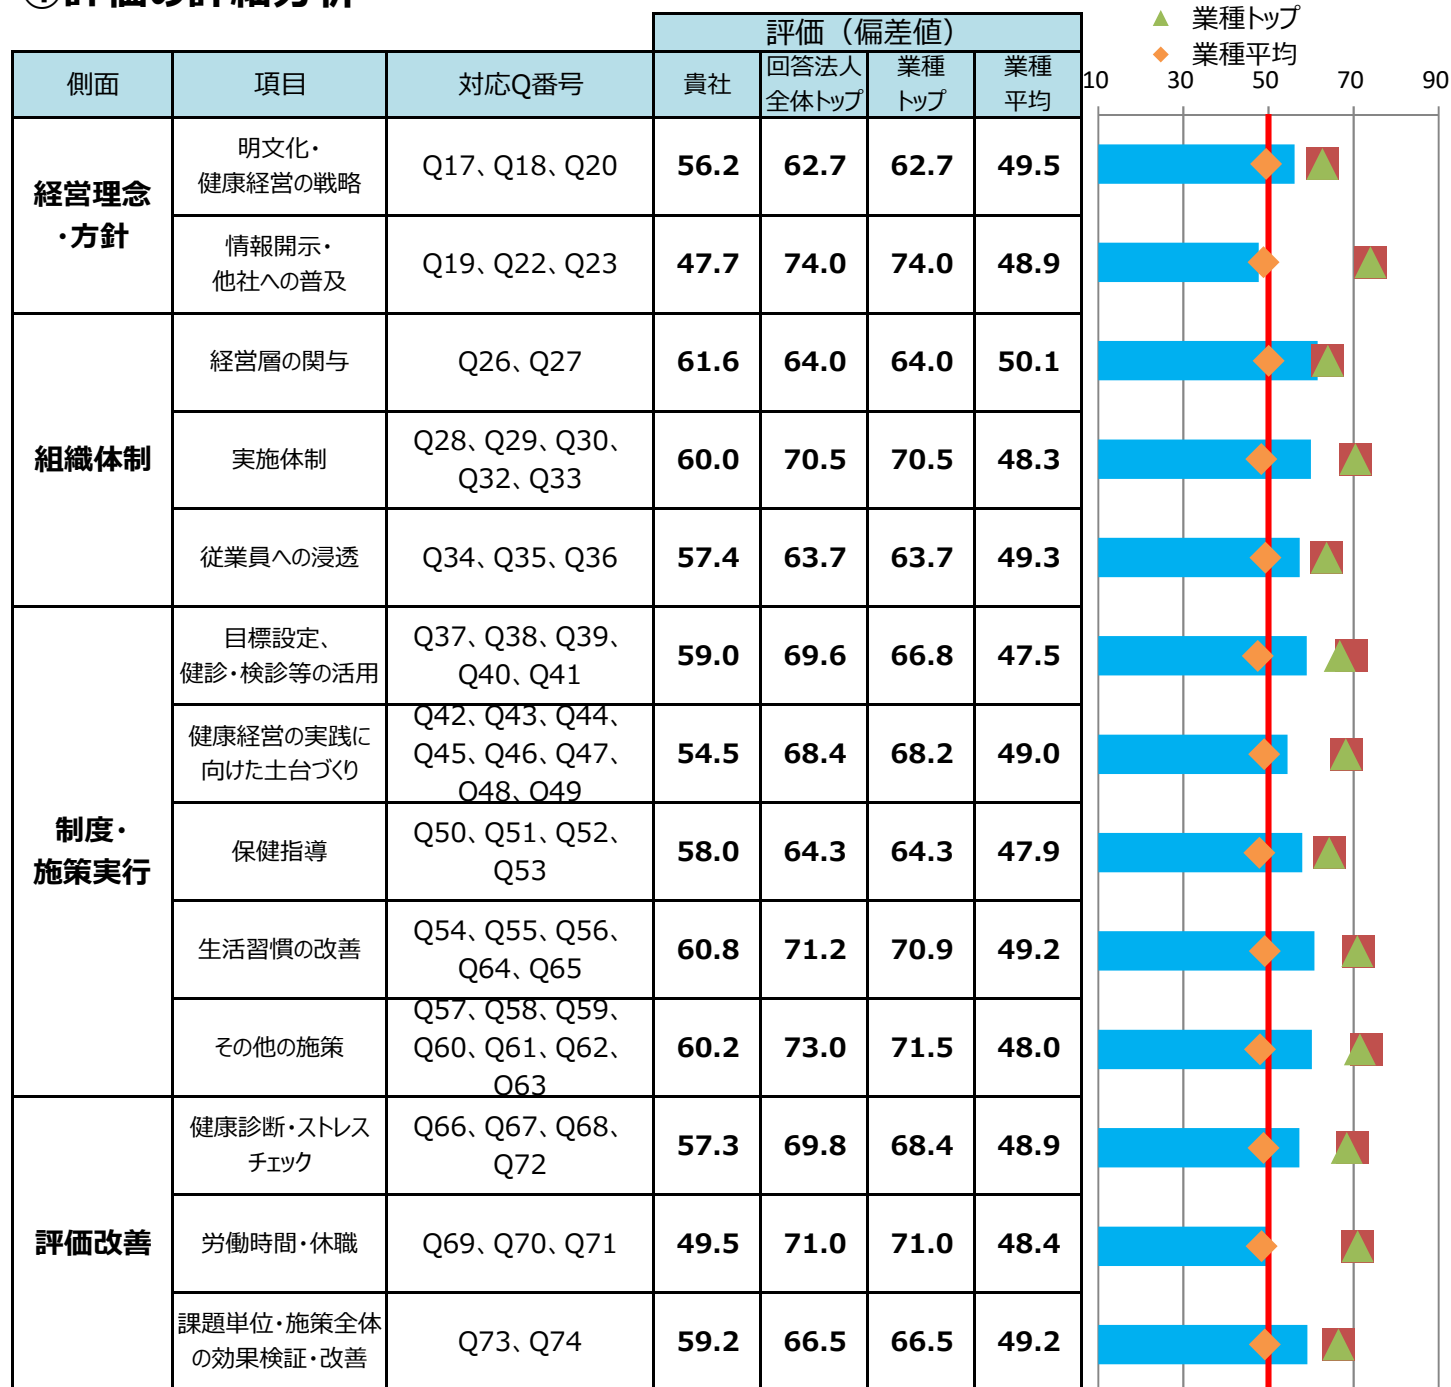 ①評価の詳細分析
業種トップ
業種平均
評価（偏差値）
側面 項目 対応Q番号 貴社 回答法人全体トップ 業種トップ 業種平均
10 30 50 70 90
経営理念・方針
明文化・
健康経営の戦略
Q17、Q18、Q20
56.2 62.7 62.7 49.5
情報開示・
他社への普及
Q19、Q22、Q23
47.7 74.0 74.0 48.9
組織体制
経営層の関与
Q26、Q27
61.6 64.0 64.0 50.1
実施体制
Q28、Q29、Q30、
Q32、Q33
60.0 70.5 70.5 48.3
従業員への浸透
Q34、Q35、Q36
57.4 63.7 63.7 49.3
制度・
施策実行
目標設定、
健診・検診等の活用
Q37、Q38、Q39、
Q40、Q41
59.0 69.6 66.8 47.5
健康経営の実践に
向けた土台づくり
Q42、Q43、Q44、
Q45、Q46、Q47、
Q48、Q49
54.5 68.4 68.2 49.0
保健指導
Q50、Q51、Q52、
Q53
58.0 64.3 64.3 47.9
生活習慣の改善
Q54、Q55、Q56、
Q64、Q65
60.8 71.2 70.9 49.2
その他の施策
Q57、Q58、Q59、
Q60、Q61、Q62、
Q63
60.2 73.0 71.5 48.0
評価改善
健康診断・ストレス
チェック
Q66、Q67、Q68、
Q72
57.3 69.8 68.4 48.9
労働時間・休職
Q69、Q70、Q71
49.5 71.0 71.0 48.4
課題単位・施策全体
の効果検証・改善
Q73、Q74
59.2 66.5 66.5 49.2